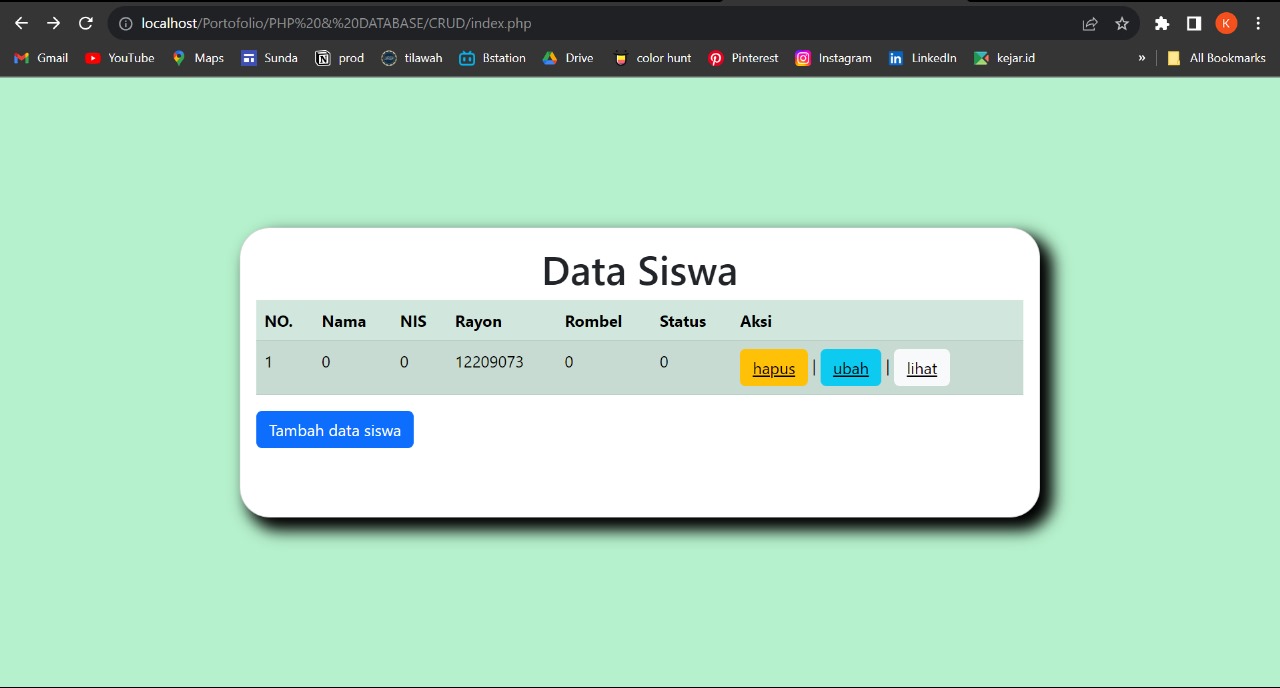 localhost/Portofolio/PHP%20&%20DATABASE/CRUD/index.php K
Gmail YouTube Maps Sunda prod tilawah Bstation Drive color hunt Pinterest Instagram LinkedIn kejar.id » All Bookmarks
Data Siswa
NO. Nama NIS Rayon Rombel Status Aksi
1 0 0 12209073 0 0 hapus | ubah | lihat
Tambah data siswa